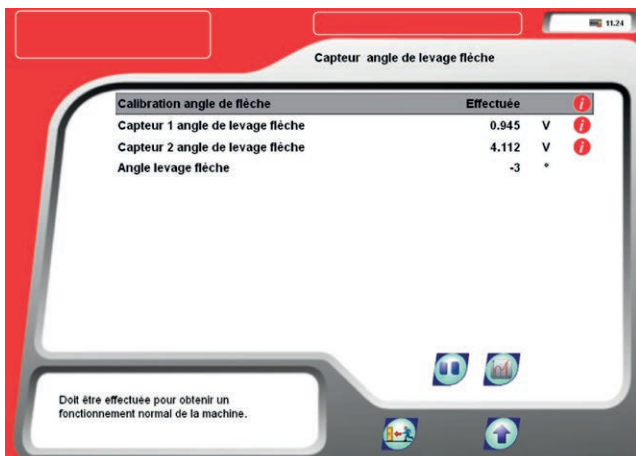 11.24
Capteur angle de levage flèche
Calibration angle de flèche Effectuée i
Capteur 1 angle de levage flèche 0.945 V i
Capteur 2 angle de levage flèche 4.112 V i
Angle levage flèche -3 °
Doit être effectuée pour obtenir un
fonctionnement normal de la machine.